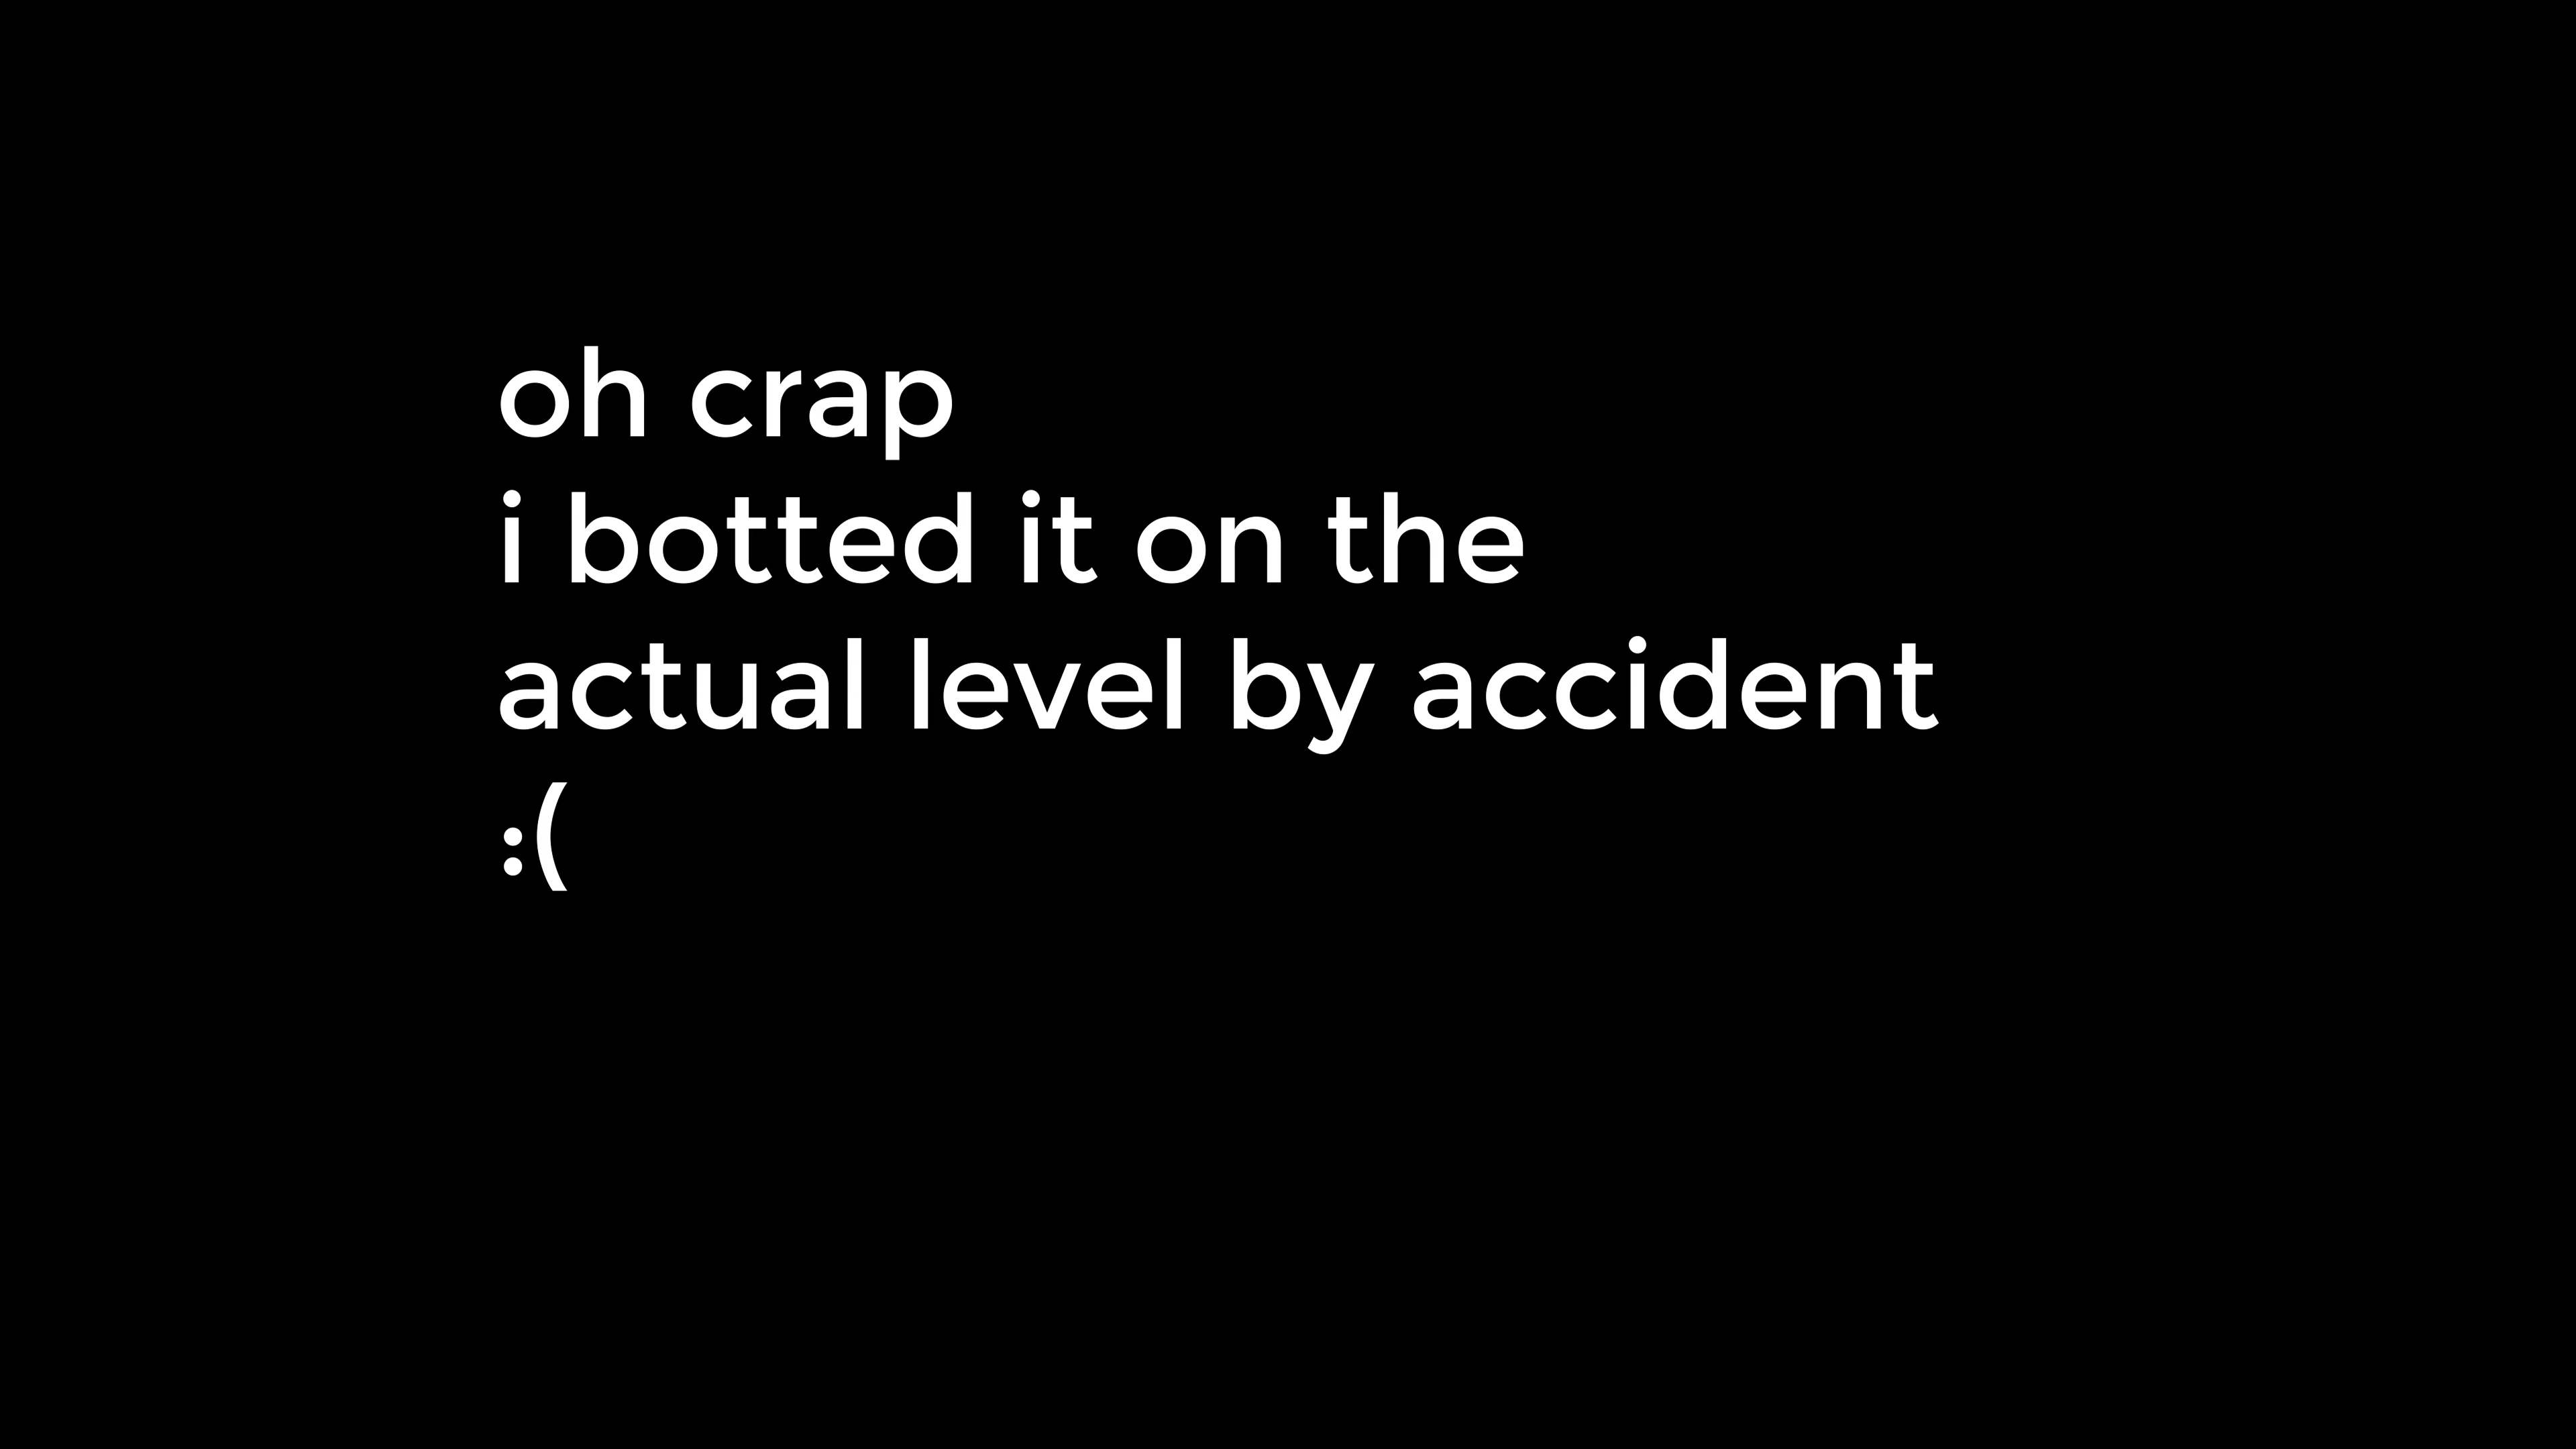 oh crap
i botted it on the
actual level by accident
:(